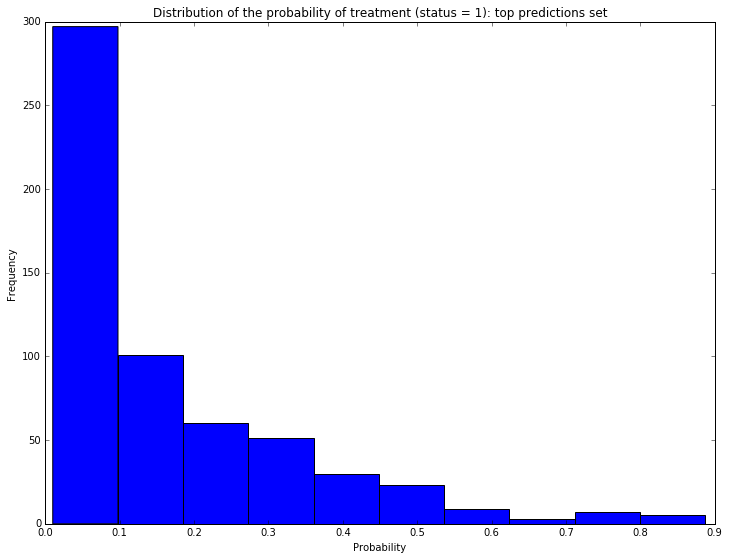 Distribution of the probability of treatment (status = 1): top predictions set
300
250
200
150
100
50
0
Frequency
0.0 0.1 0.2 0.3 0.4 0.5 0.6 0.7 0.8 0.9
Probability